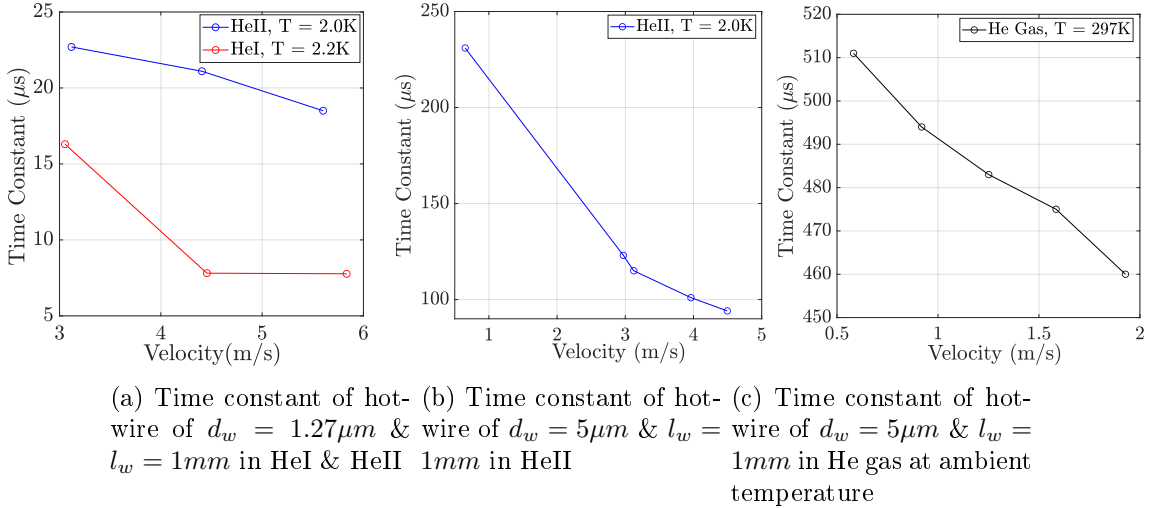 25
20
15
10
5
3
4
5
6
Time Constant (μs)
Velocity(m/s)
HeII, T = 2.0K
HeI, T = 2.2K
250
200
150
100
1
2
3
4
5
Time Constant (μs)
Velocity (m/s)
HeII, T = 2.0K
520
510
500
490
480
470
460
450
0.5
1
1.5
2
Time Constant (μs)
Velocity (m/s)
He Gas, T = 297K
(a) Time constant of hot-
wire of d_w = 1.27μm &
l_w = 1mm in HeI & HeII
(b) Time constant of hot-
wire of d_w = 5μm & l_w =
1mm in HeII
(c) Time constant of hot-
wire of d_w = 5μm & l_w =
1mm in He gas at ambient
temperature